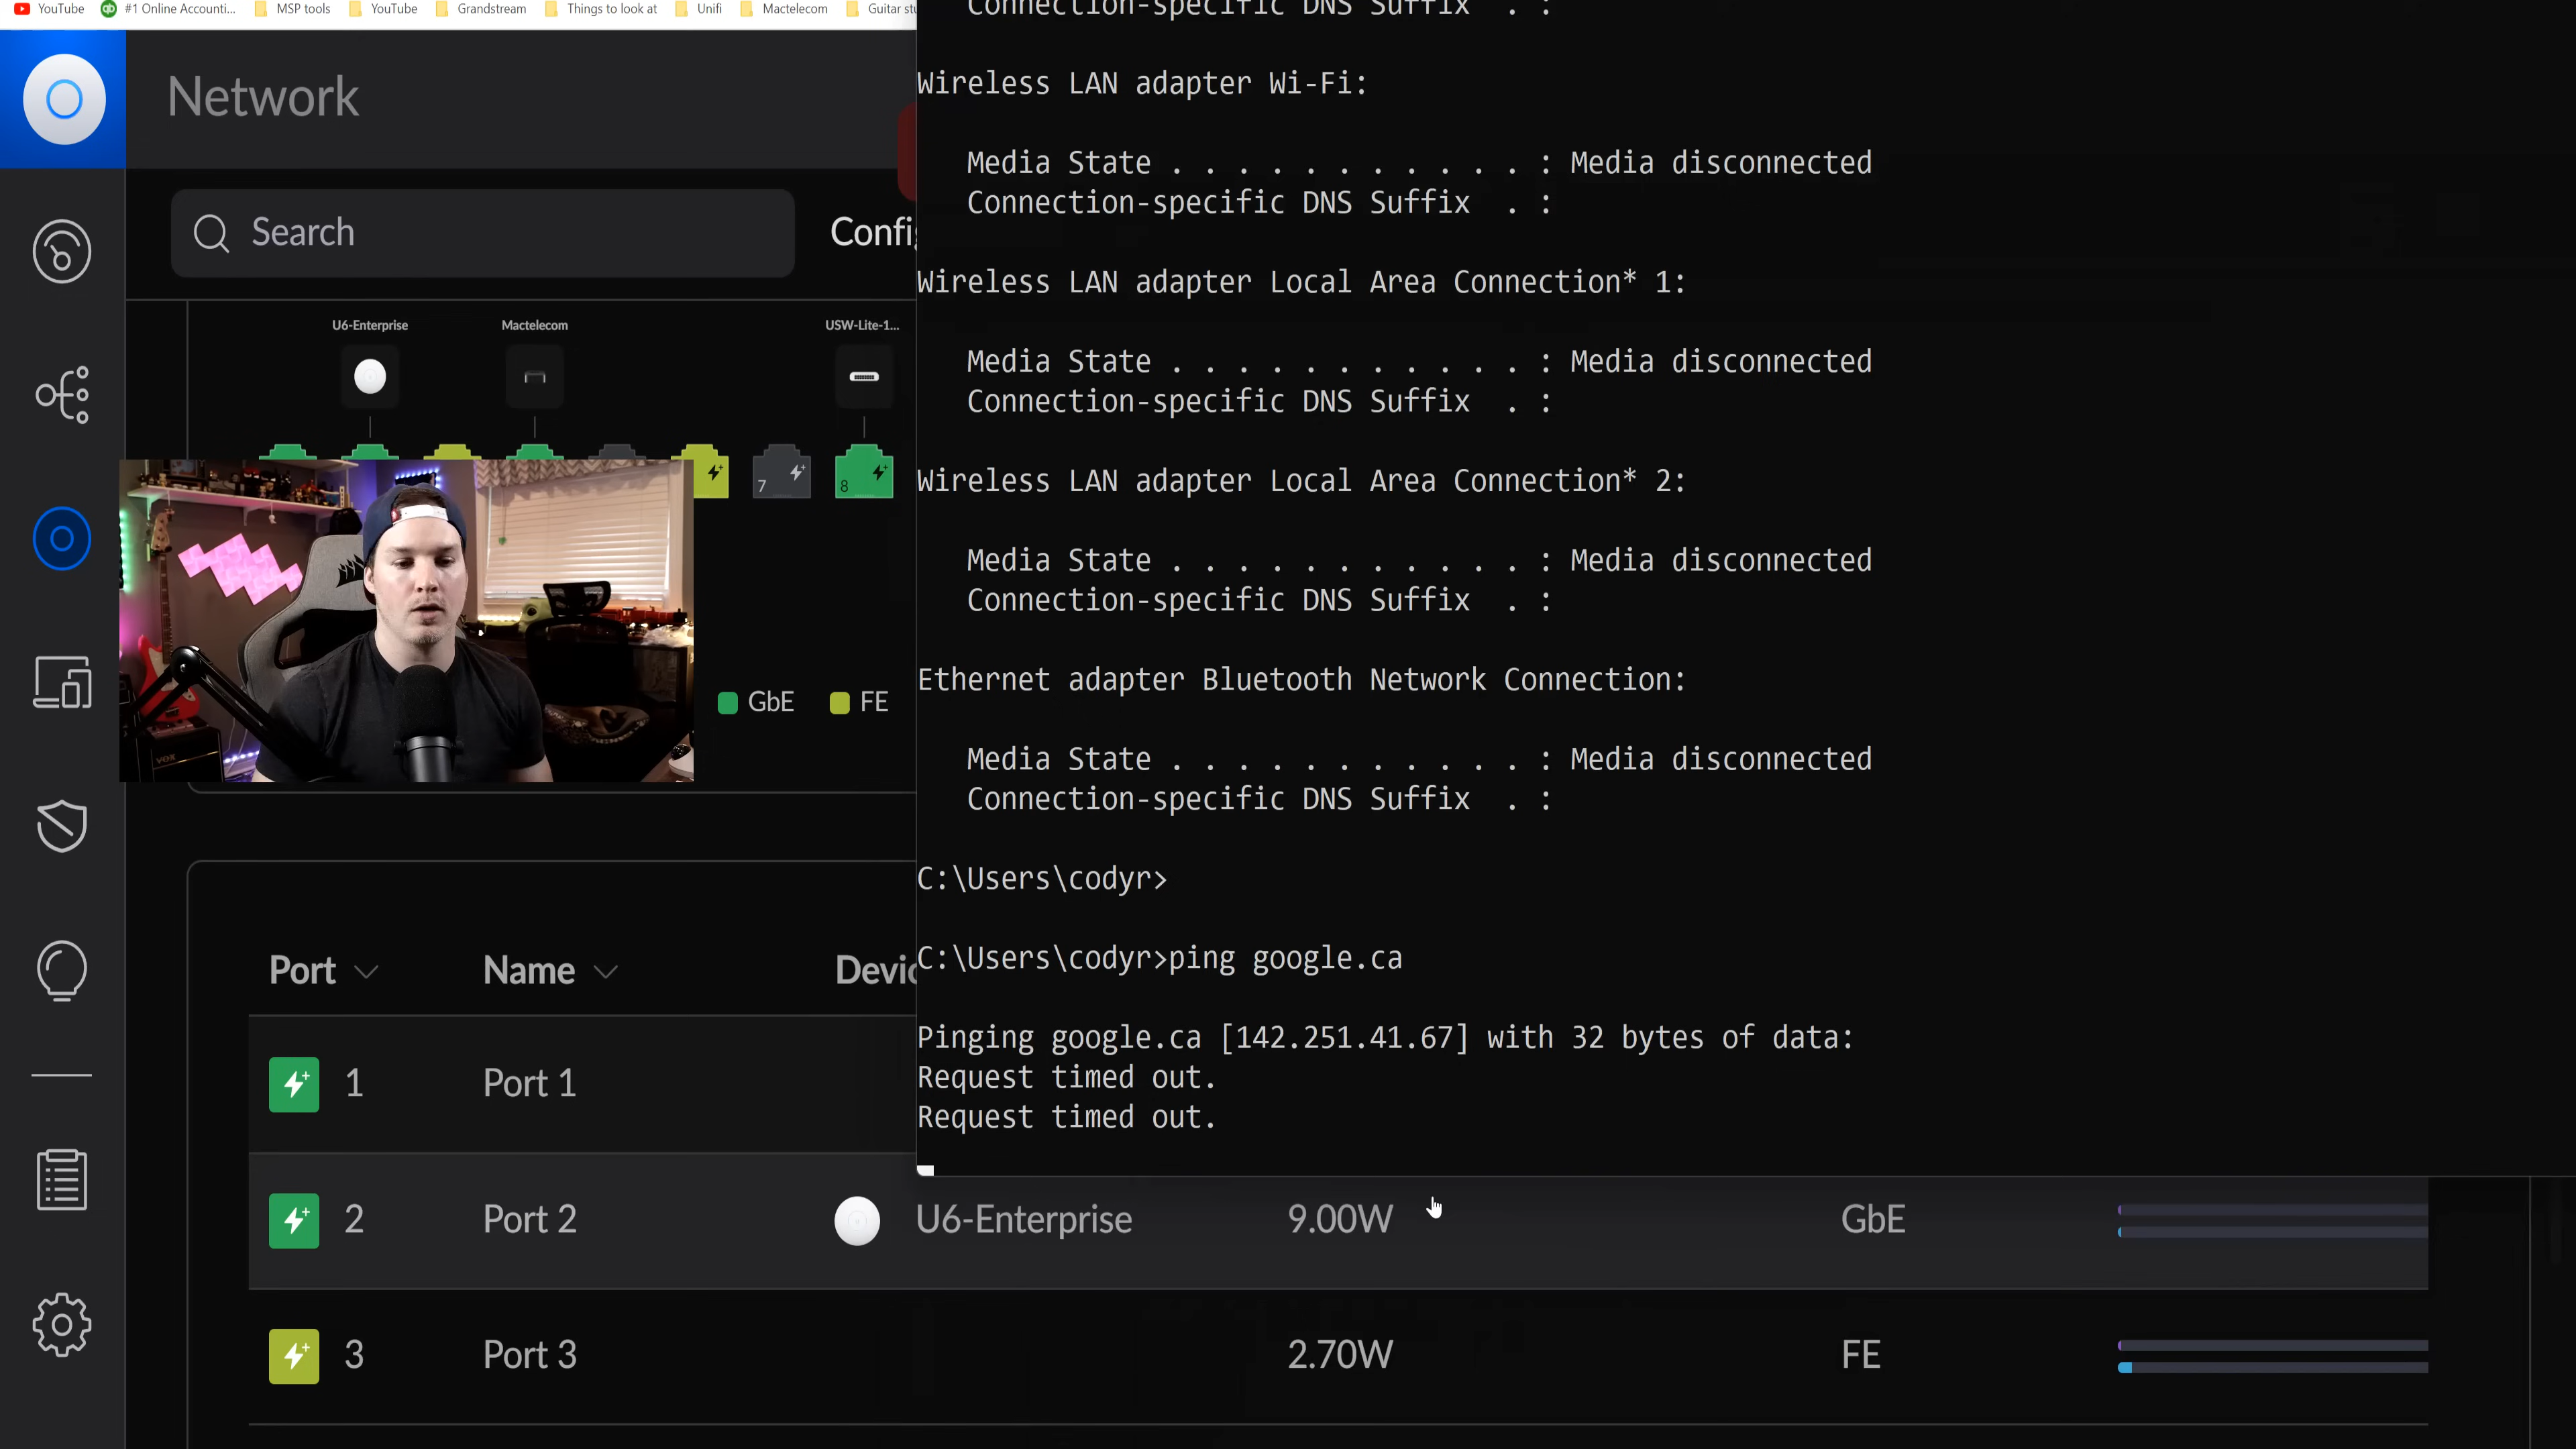 YouTube
#1 Online Accounti...
MSP tools
YouTube
Grandstream
Things to look at
Unifi
Mactelecom
Guitar
Network
Search
U6-Enterprise
Mactelecom
USW-Lite-1...
7
8
VOX
GbE
FE
Port
Name
1
Port 1
2
Port 2
U6-Enterprise
9.00W
GbE
3
Port 3
2.70W
FE
Connection-specific DNS Suffix . :
Wireless LAN adapter Wi-Fi:
Media State . . . . . . . . . . . : Media disconnected
Connection-specific DNS Suffix . :
Wireless LAN adapter Local Area Connection* 1:
Media State . . . . . . . . . . . : Media disconnected
Connection-specific DNS Suffix . :
Wireless LAN adapter Local Area Connection* 2:
Media State . . . . . . . . . . . : Media disconnected
Connection-specific DNS Suffix . :
Ethernet adapter Bluetooth Network Connection:
Media State . . . . . . . . . . . : Media disconnected
Connection-specific DNS Suffix . :
C:\Users\codyr>
C:\Users\codyr>ping google.ca
Pinging google.ca [142.251.41.67] with 32 bytes of data:
Request timed out.
Request timed out.